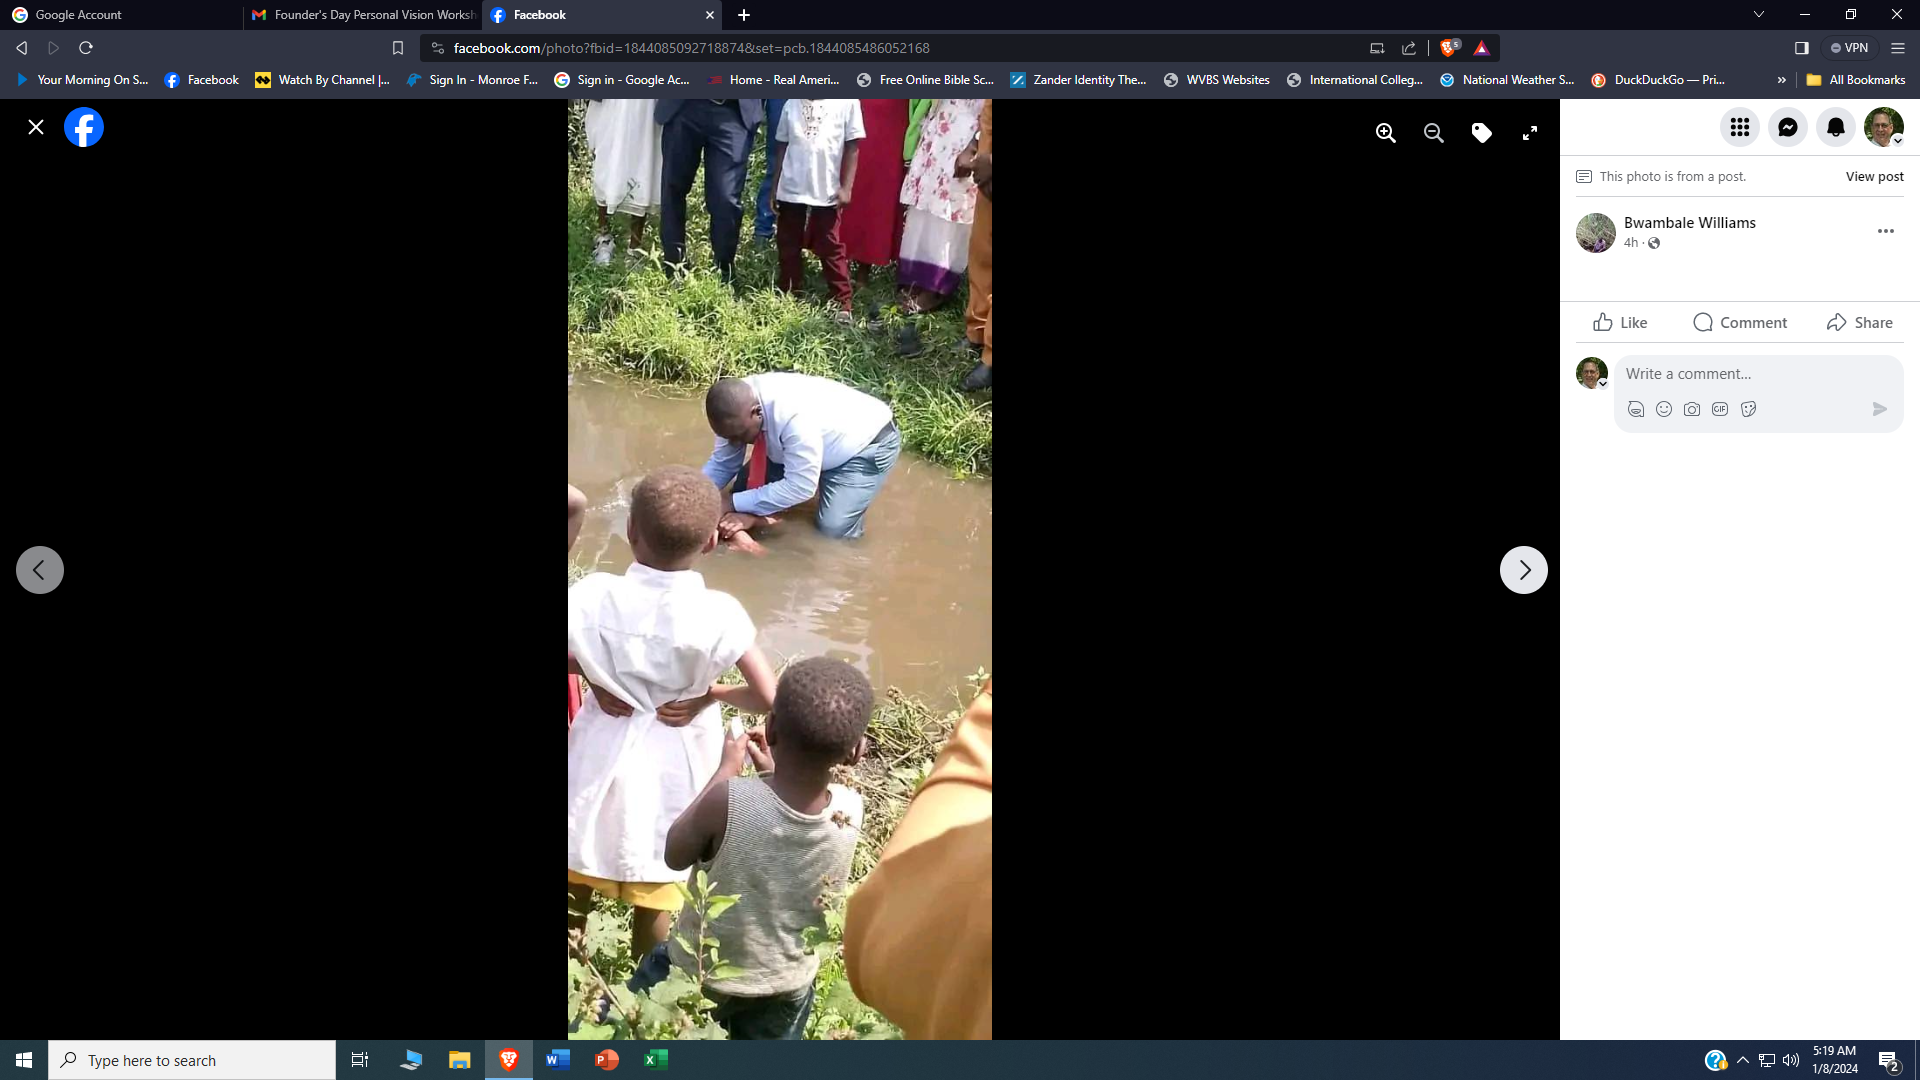 Google Account
Founder's Day Personal Vision Worksh
Facebook
facebook.com/photo?fbid=1844085092718874&set=pcb.1844085486052168
5
VPN
Your Morning On S...
Facebook
Watch By Channel |...
Sign In - Monroe F...
Sign in - Google Ac...
Home - Real Ameri...
Free Online Bible Sc...
Zander Identity The...
WVBS Websites
International Colleg...
National Weather S...
DuckDuckGo — Pri...
»
All Bookmarks
This photo is from a post.
View post
Bwambale Williams
4h ·
Like
Comment
Share
Write a comment...
GIF
Type here to search
5:19 AM
1/8/2024
2